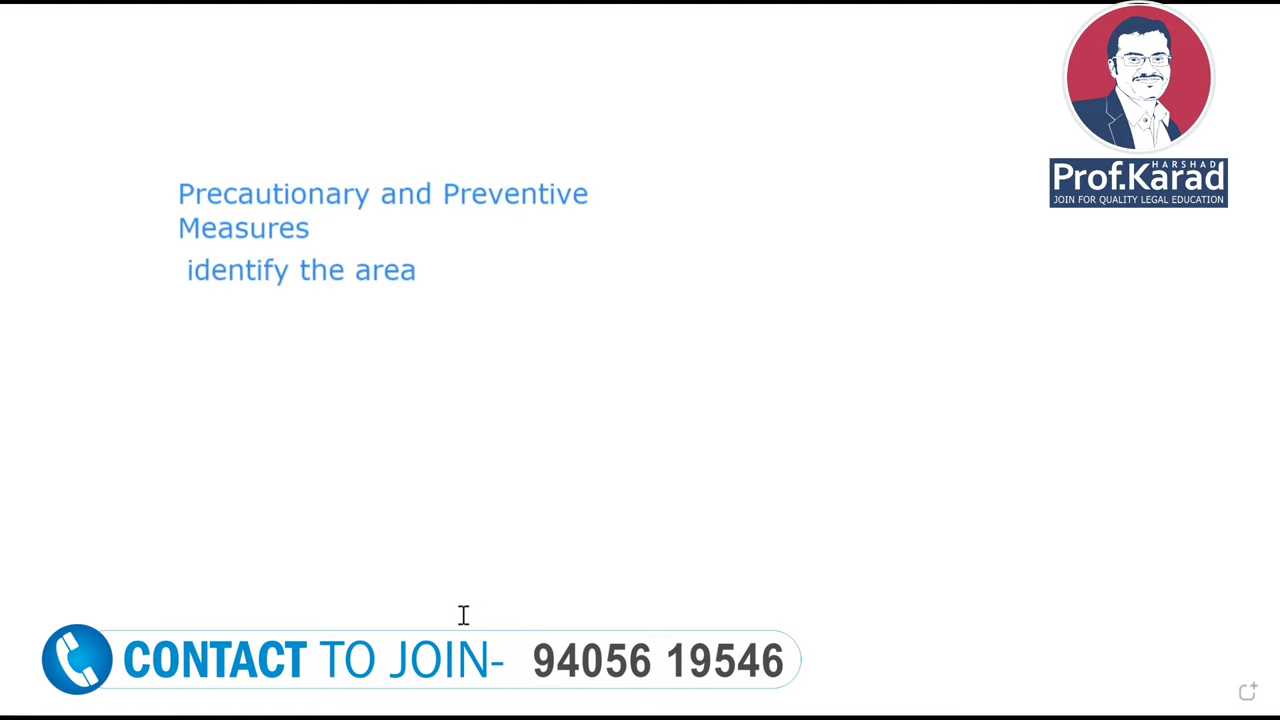 HARSHAD
Prof.Karad
JOIN FOR QUALITY LEGAL EDUCATION
Precautionary and Preventive
Measures
identify the area
CONTACT TO JOIN- 94056 19546